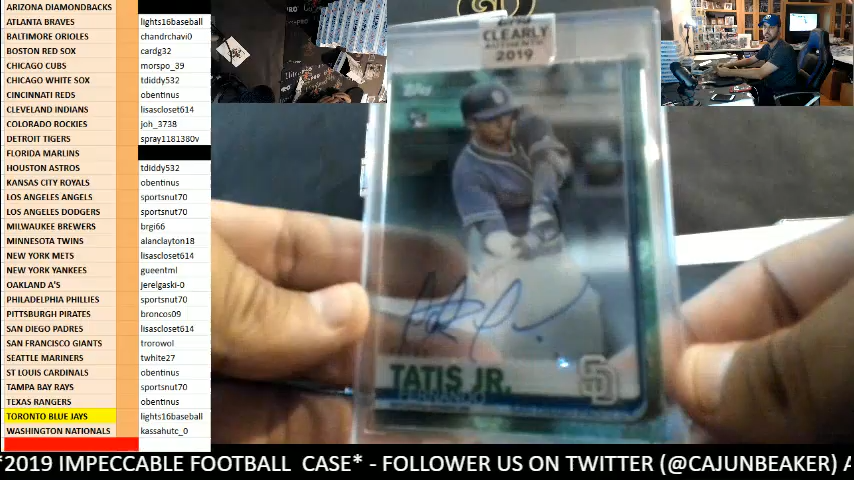 ARIZONA DIAMONDBACKS
ATLANTA BRAVES lights16baseball
BALTIMORE ORIOLES chandrchavi0
BOSTON RED SOX cardg32
CHICAGO CUBS morspo_39
CHICAGO WHITE SOX tdiddy532
CINCINNETI REDS obentinus
CLEVELAND INDIANS lisascloset614
COLORADO ROCKIES joh_3738
DETROIT TIGERS spray1181380v
FLORIDA MARLINS
HOUSTON ASTROS tdiddy532
KANSAS CITY ROYALS obentinus
LOS ANGELES ANGELS sportsnut70
LOS ANGELES DODGERS sportsnut70
MILWAUKEE BREWERS brgi66
MINNESOTA TWINS alanclayton18
NEW YORK METS lisascloset614
NEW YORK YANKEES gueentml
OAKLAND A'S jerelgaski-0
PHILADELPHIA PHILLIES sportsnut70
PITTSBURGH PIRATES broncos09
SAN DIEGO PADRES lisascloset614
SAN FRANCISCO GIANTS trorowol
SEATTLE MARINERS twhite27
ST LOUIS CARDINALS obentinus
TAMPA BAY RAYS sportsnut70
TEXAS RANGERS obentinus
TORONTO BLUE JAYS lights16baseball
WASHINGTON NATIONALS kassahutc_0
CLEARLY
AUTHENTIC
2019
Topps
TATIS JR.
FERNANDO
SD
*2019 IMPECCABLE FOOTBALL CASE* - FOLLOWER US ON TWITTER (@CAJUNBEAKER) A